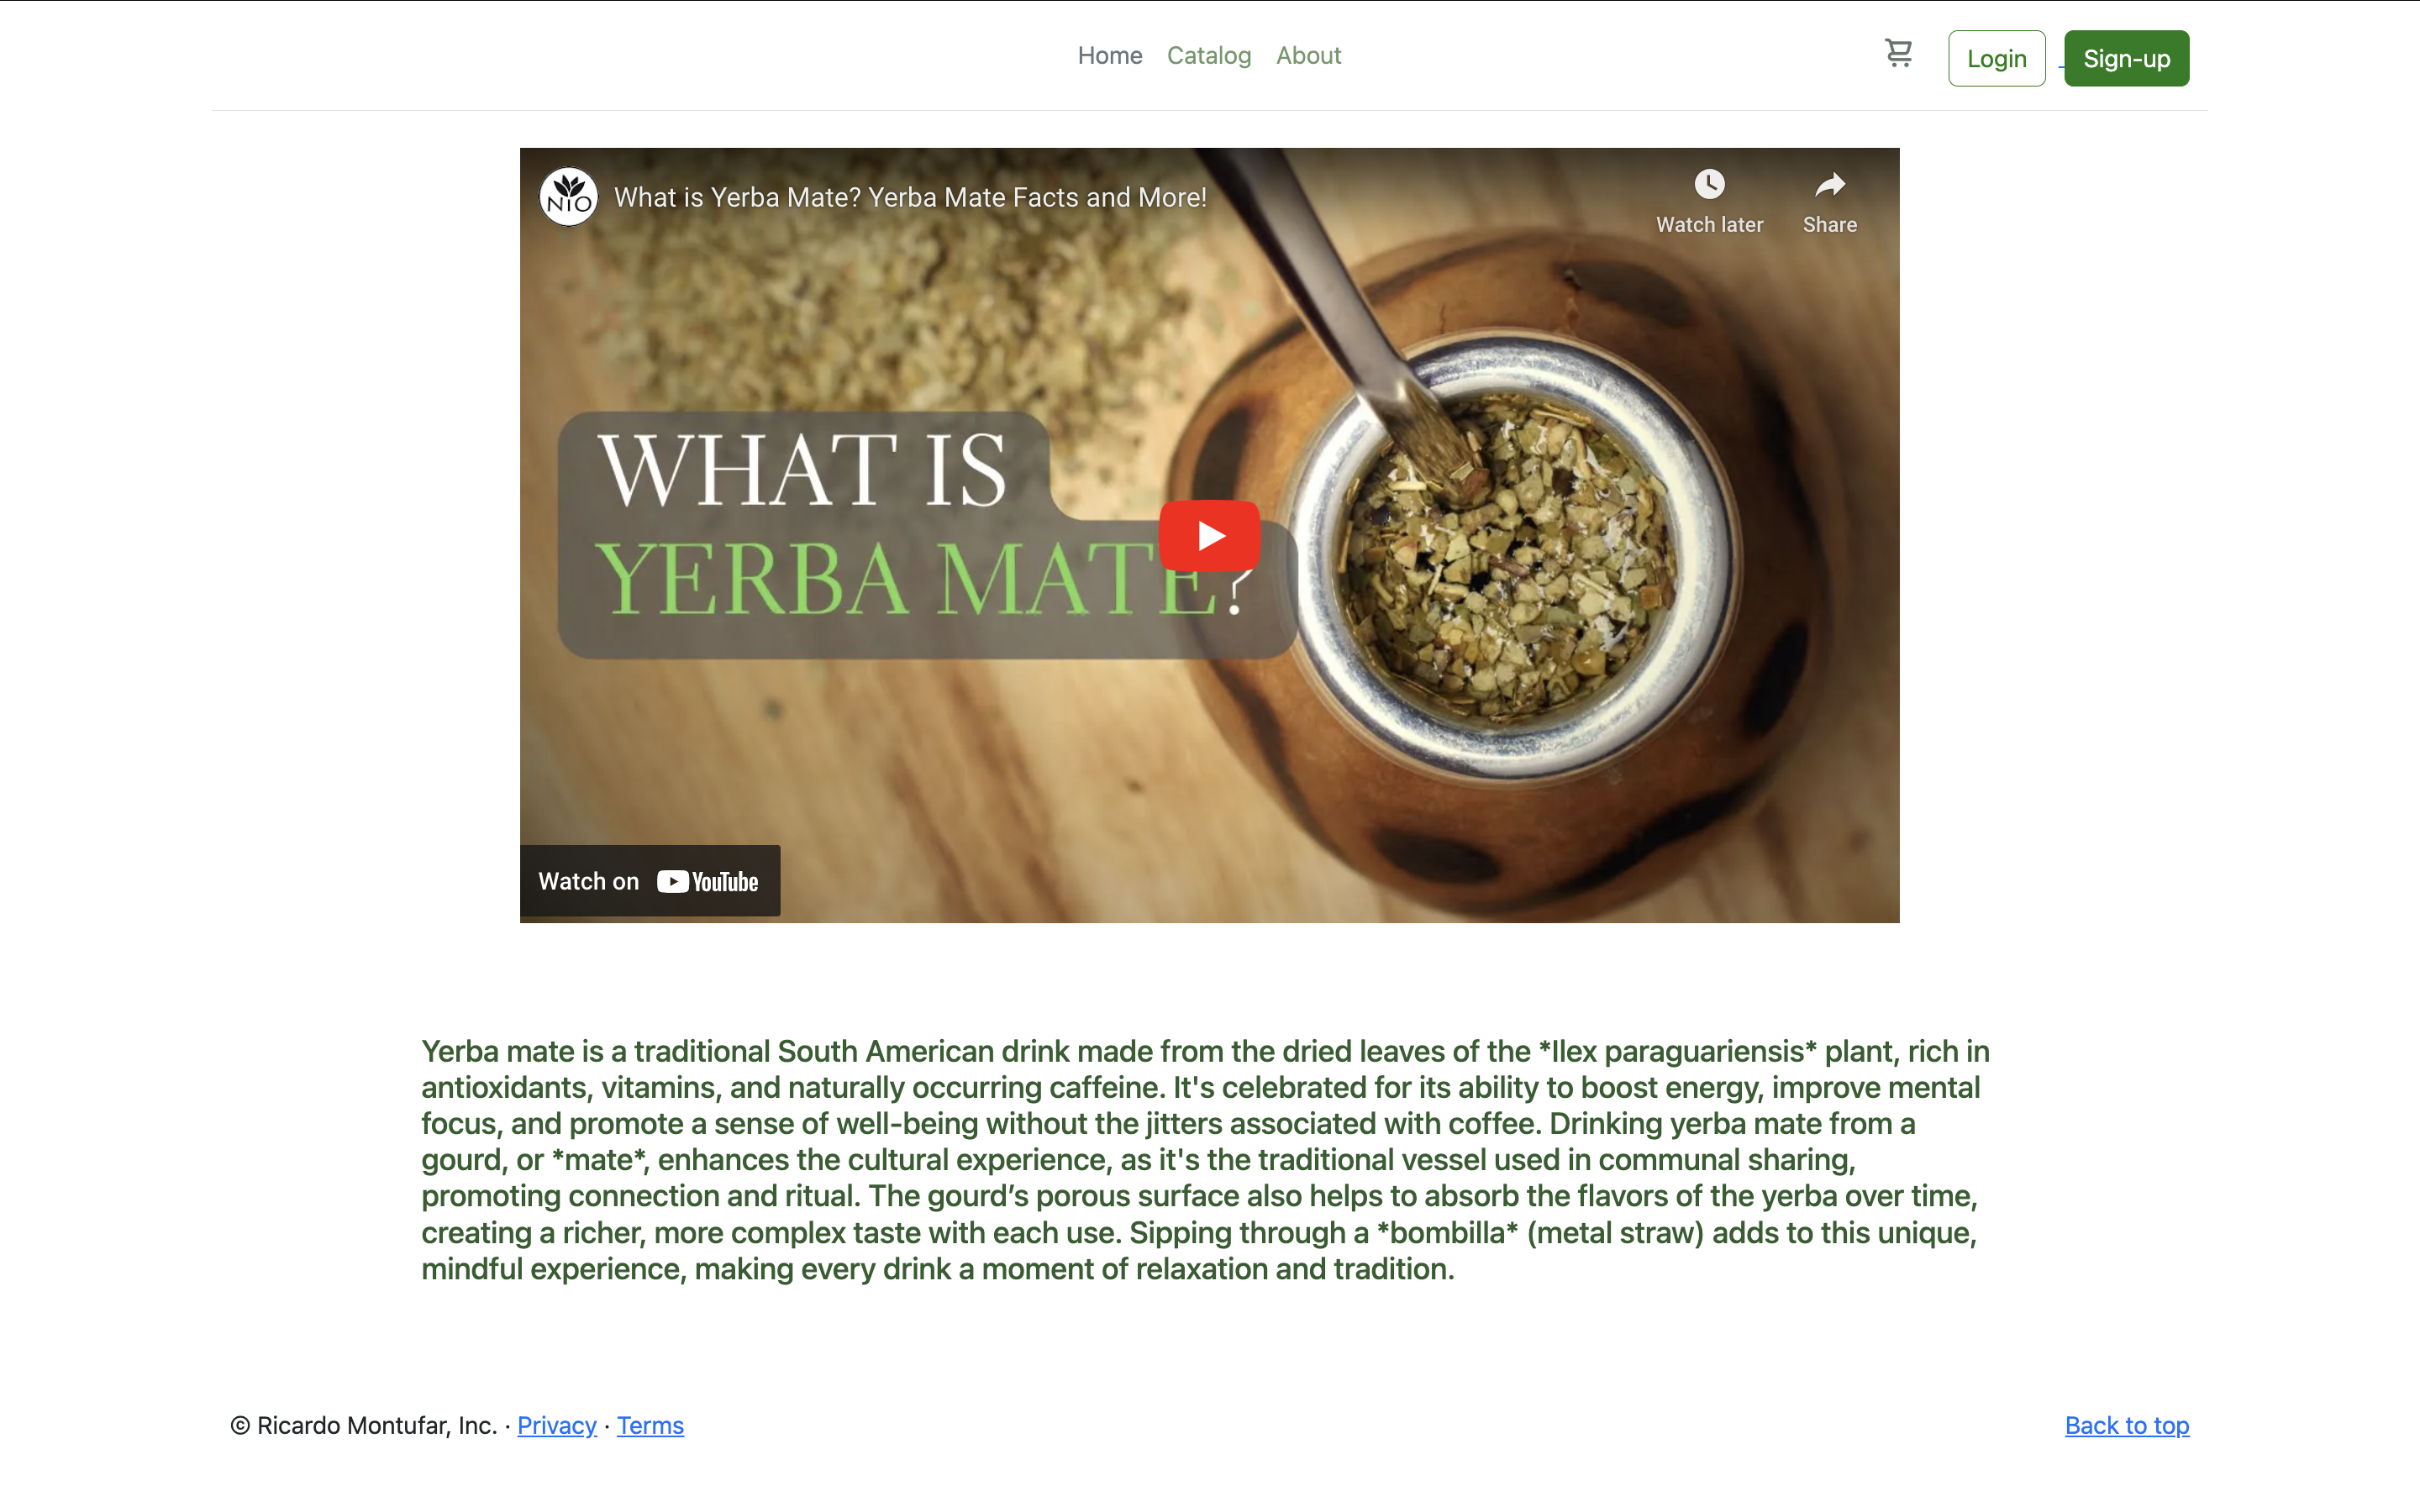 Home Catalog About Login Sign-up
NIO What is Yerba Mate? Yerba Mate Facts and More! Watch later Share
WHAT IS
YERBA MATE?
Watch on YouTube
Yerba mate is a traditional South American drink made from the dried leaves of the *Ilex paraguariensis* plant, rich in
antioxidants, vitamins, and naturally occurring caffeine. It's celebrated for its ability to boost energy, improve mental
focus, and promote a sense of well-being without the jitters associated with coffee. Drinking yerba mate from a
gourd, or *mate*, enhances the cultural experience, as it's the traditional vessel used in communal sharing,
promoting connection and ritual. The gourd’s porous surface also helps to absorb the flavors of the yerba over time,
creating a richer, more complex taste with each use. Sipping through a *bombilla* (metal straw) adds to this unique,
mindful experience, making every drink a moment of relaxation and tradition.
© Ricardo Montufar, Inc. · Privacy · Terms Back to top